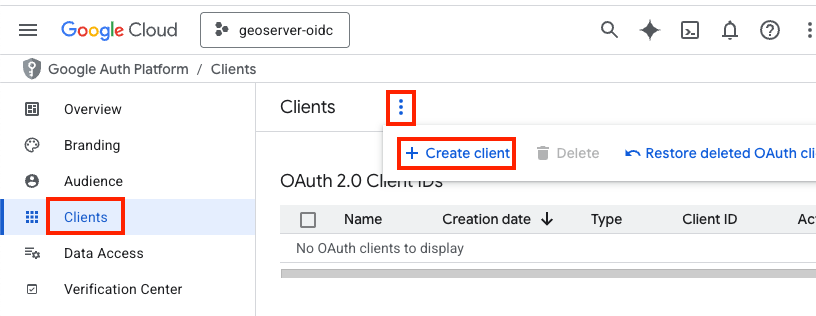 Google Cloud
geoserver-oidc
Google Auth Platform / Clients
Overview
Branding
Audience
Clients
Data Access
Verification Center
Clients
+ Create client
Delete
Restore deleted OAuth cli
OAuth 2.0 Client IDs
Name Creation date Type Client ID Ac
No OAuth clients to display